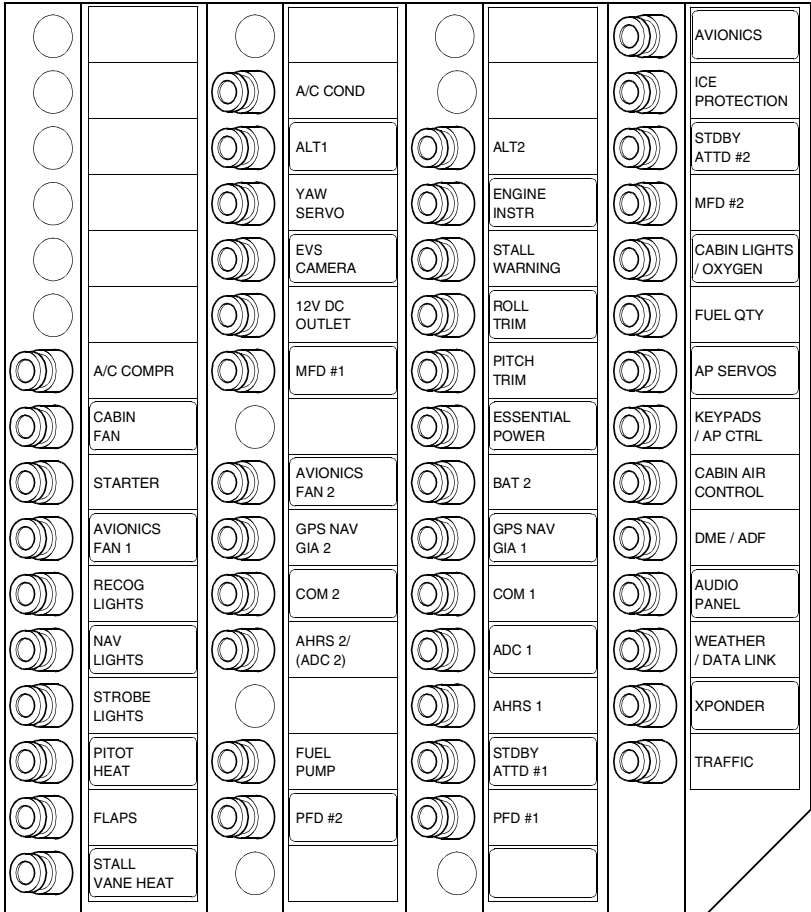 A/C COMPR
CABIN
FAN
STARTER
AVIONICS
FAN 1
RECOG
LIGHTS
NAV
LIGHTS
STROBE
LIGHTS
PITOT
HEAT
FLAPS
STALL
VANE HEAT
A/C COND
ALT1
YAW
SERVO
EVS
CAMERA
12V DC
OUTLET
MFD #1
AVIONICS
FAN 2
GPS NAV
GIA 2
COM 2
AHRS 2/
(ADC 2)
FUEL
PUMP
PFD #2
ALT2
ENGINE
INSTR
STALL
WARNING
ROLL
TRIM
PITCH
TRIM
ESSENTIAL
POWER
BAT 2
GPS NAV
GIA 1
COM 1
ADC 1
AHRS 1
STDBY
ATTD #1
PFD #1
AVIONICS
ICE
PROTECTION
STDBY
ATTD #2
MFD #2
CABIN LIGHTS
/ OXYGEN
FUEL QTY
AP SERVOS
KEYPADS
/ AP CTRL
CABIN AIR
CONTROL
DME / ADF
AUDIO
PANEL
WEATHER
/ DATA LINK
XPONDER
TRAFFIC